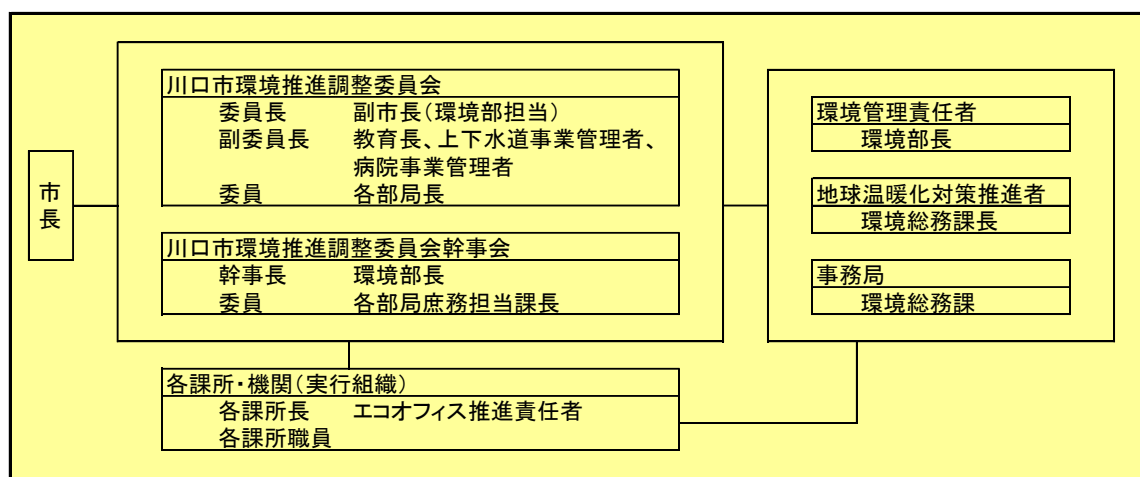 市長
川口市環境推進調整委員会
委員長 副市長(環境部担当)
副委員長 教育長、上下水道事業管理者、
病院事業管理者
委員 各部局長
川口市環境推進調整委員会幹事会
幹事長 環境部長
委員 各部局庶務担当課長
各課所・機関(実行組織)
各課所長 エコオフィス推進責任者
各課所職員
環境管理責任者
環境部長
地球温暖化対策推進者
環境総務課長
事務局
環境総務課